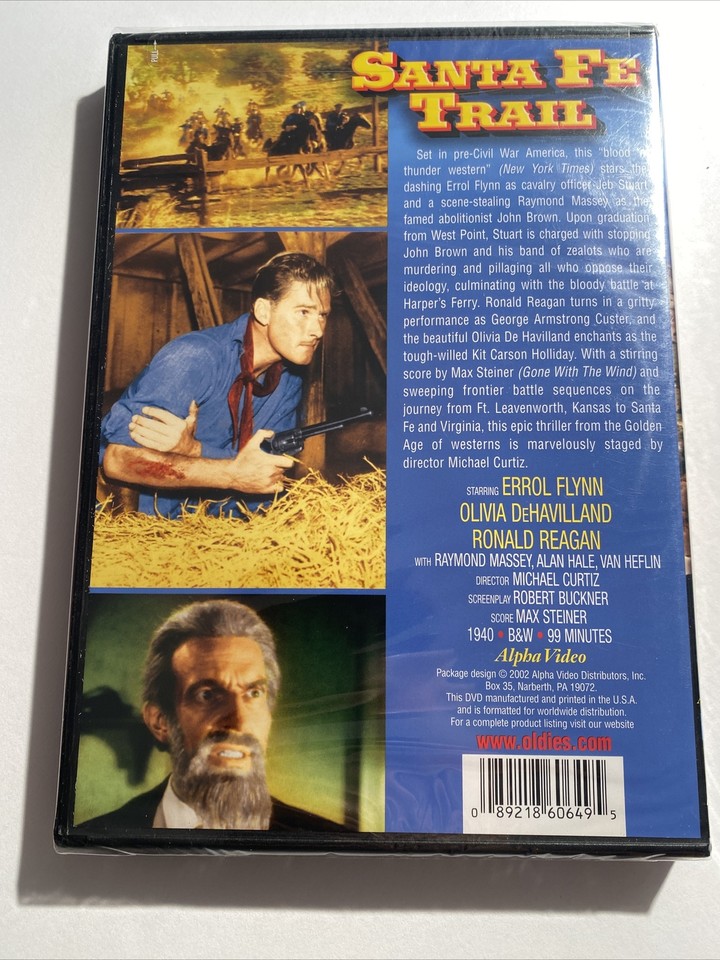 PULL
SANTA FE
TRAIL
Set in pre-Civil War America, this "blood 'n
thunder western" (New York Times) stars the
dashing Errol Flynn as cavalry officer Jeb Stuart
and a scene-stealing Raymond Massey as the
famed abolitionist John Brown. Upon graduation
from West Point, Stuart is charged with stopping
John Brown and his band of zealots who are
murdering and pillaging all who oppose their
ideology, culminating with the bloody battle at
Harper's Ferry. Ronald Reagan turns in a gritty
performance as George Armstrong Custer, and
the beautiful Olivia De Havilland enchants as the
tough-willed Kit Carson Holliday. With a stirring
score by Max Steiner (Gone With The Wind) and
sweeping frontier battle sequences on the
journey from Ft. Leavenworth, Kansas to Santa
Fe and Virginia, this epic thriller from the Golden
Age of westerns is marvelously staged by
director Michael Curtiz.
STARRING ERROL FLYNN
OLIVIA DEHAVILLAND
RONALD REAGAN
WITH RAYMOND MASSEY, ALAN HALE, VAN HEFLIN
DIRECTOR MICHAEL CURTIZ
SCREENPLAY ROBERT BUCKNER
SCORE MAX STEINER
1940 • B&W • 99 MINUTES
Alpha Video
Package design © 2002 Alpha Video Distributors, Inc.
Box 35, Narberth, PA 19072.
This DVD manufactured and printed in the U.S.A.
and is formatted for worldwide distribution.
For a complete product listing visit our website
www.oldies.com
0 89218 60649 5